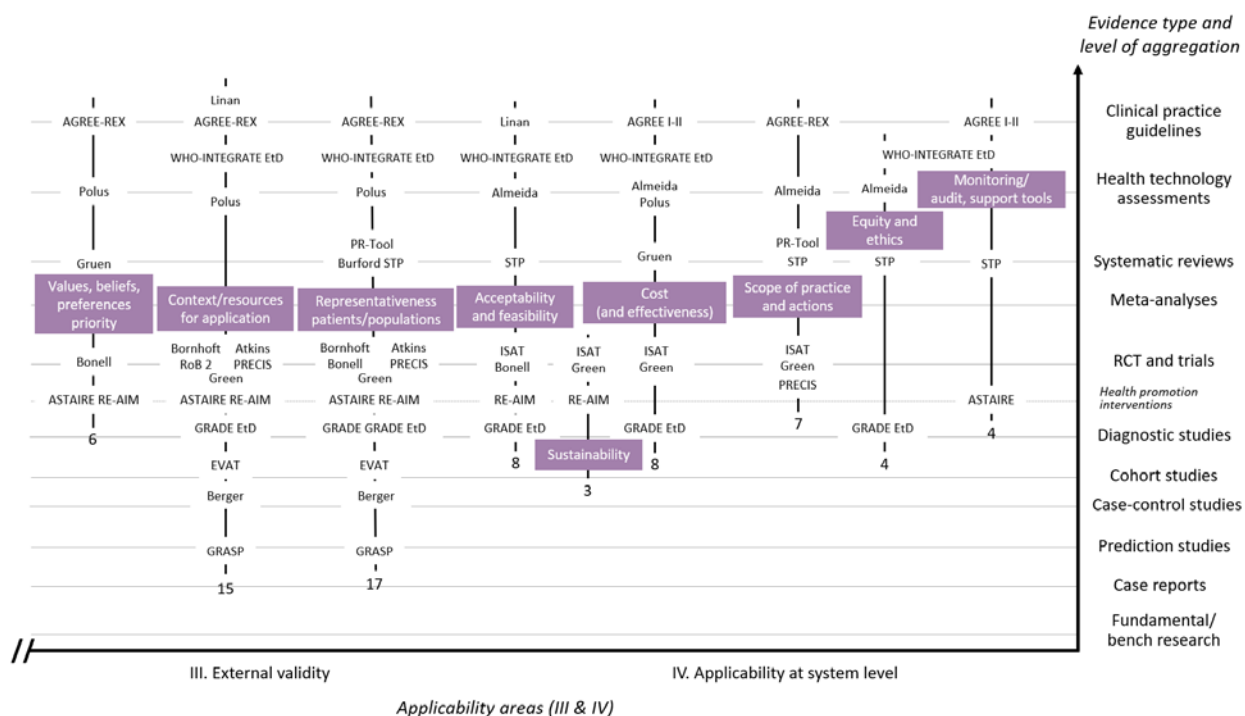 Evidence type and
level of aggregation
Linan
AGREE-REX AGREE-REX AGREE-REX Linan AGREE I-II AGREE-REX AGREE I-II
Clinical practice
guidelines
WHO-INTEGRATE EtD WHO-INTEGRATE EtD WHO-INTEGRATE EtD WHO-INTEGRATE EtD WHO-INTEGRATE EtD
Polus Polus Polus Almeida Almeida
Polus Almeida Almeida
Monitoring/
audit, support tools
Health technology
assessments
Equity and
ethics
PR-Tool
Burford STP
PR-Tool
STP
Gruen STP Gruen STP STP
Systematic reviews
Values, beliefs,
preferences
priority
Context/resources
for application
Representativeness
patients/populations
Acceptability
and feasibility
Cost
(and effectiveness)
Scope of practice
and actions
Meta-analyses
Bonell
Bornhoft Atkins
RoB 2 PRECIS
Green
Bornhoft Atkins
Bonell PRECIS
Green
ISAT
Bonell
ISAT
Green
ISAT
Green
ISAT
Green
PRECIS
RCT and trials
ASTAIRE RE-AIM ASTAIRE RE-AIM ASTAIRE RE-AIM RE-AIM RE-AIM ASTAIRE
Health promotion
interventions
6 GRADE EtD GRADE GRADE EtD GRADE EtD GRADE EtD 7 GRADE EtD 4
Diagnostic studies
EVAT EVAT 8 Sustainability 8 4
Cohort studies
3
Berger Berger
Case-control studies
GRASP GRASP
Prediction studies
15 17
Case reports
Fundamental/
bench research
//
III. External validity IV. Applicability at system level
Applicability areas (III & IV)